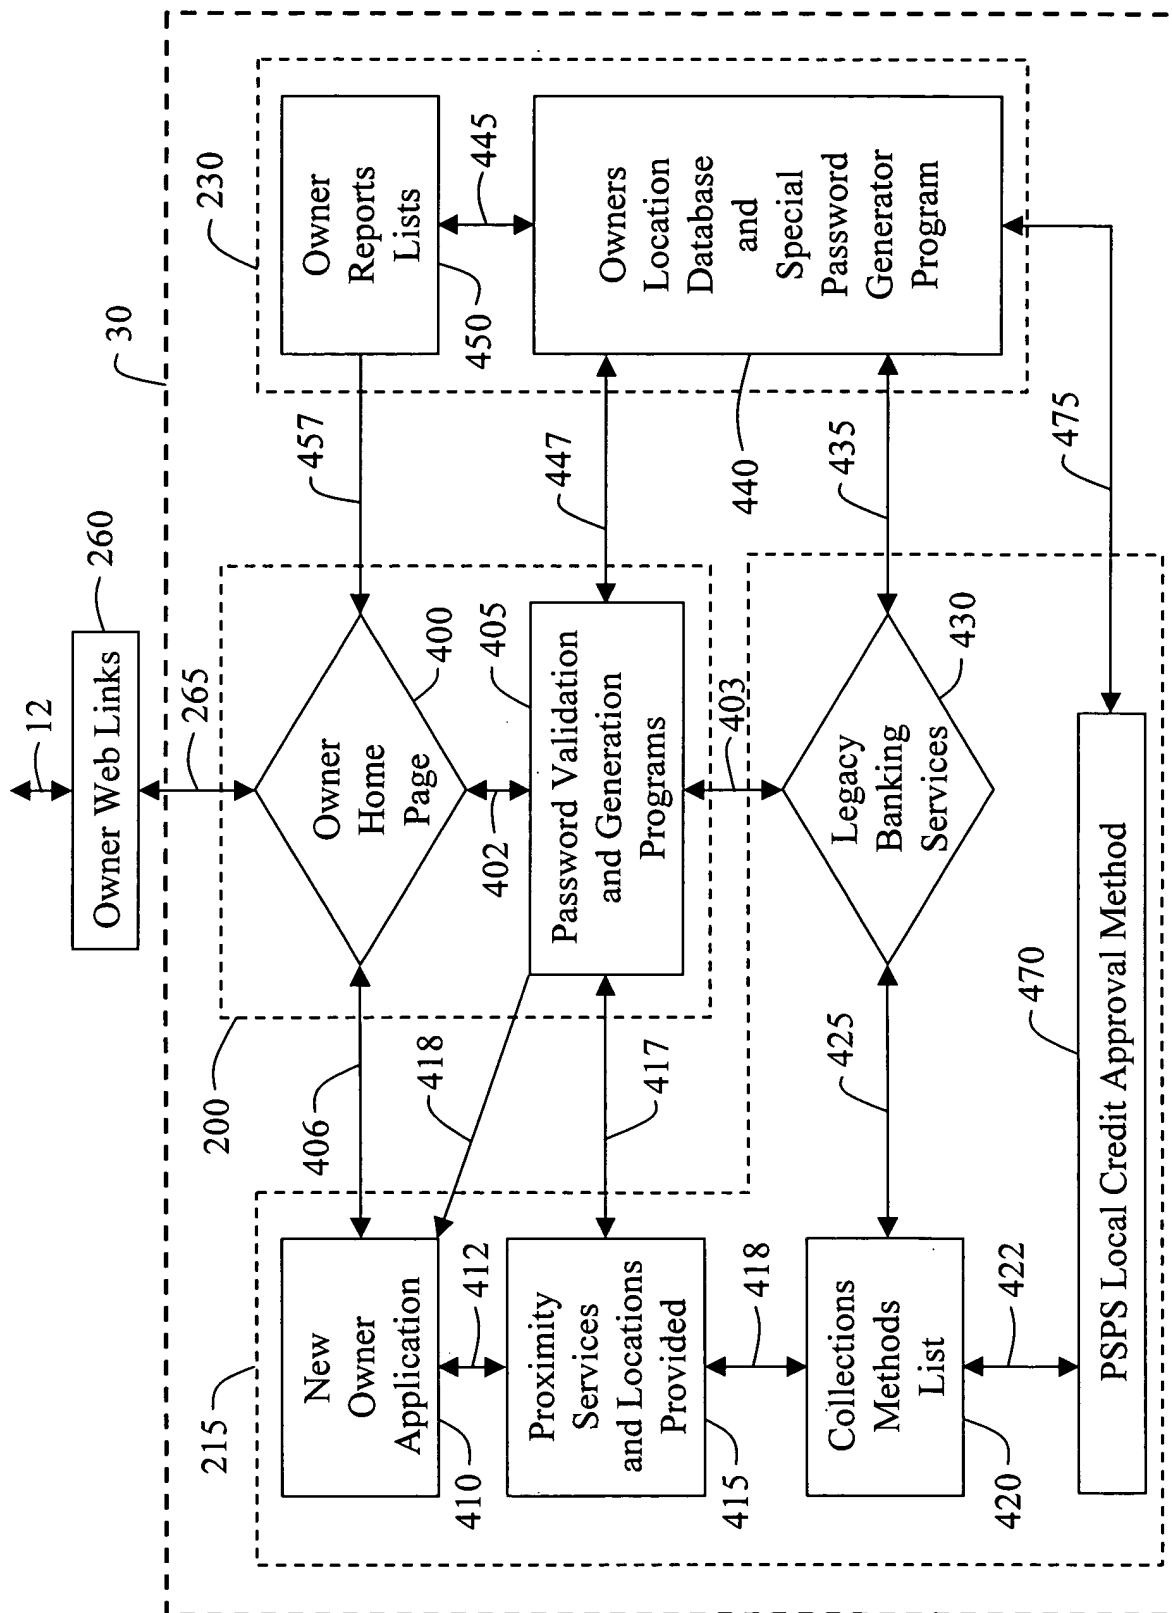 12
Owner Web Links
260
265
30
230
Owner
Home
Page
400
402
Password Validation
and Generation
Programs
405
200
406
418
417
403
457
447
Owner
Reports
Lists
450
445
Owners
Location
Database
and
Special
Password
Generator
Program
440
435
475
215
New
Owner
Application
410
412
Proximity
Services
and Locations
Provided
415
418
Collections
Methods
List
420
422
425
Legacy
Banking
Services
430
470
PSPS Local Credit Approval Method